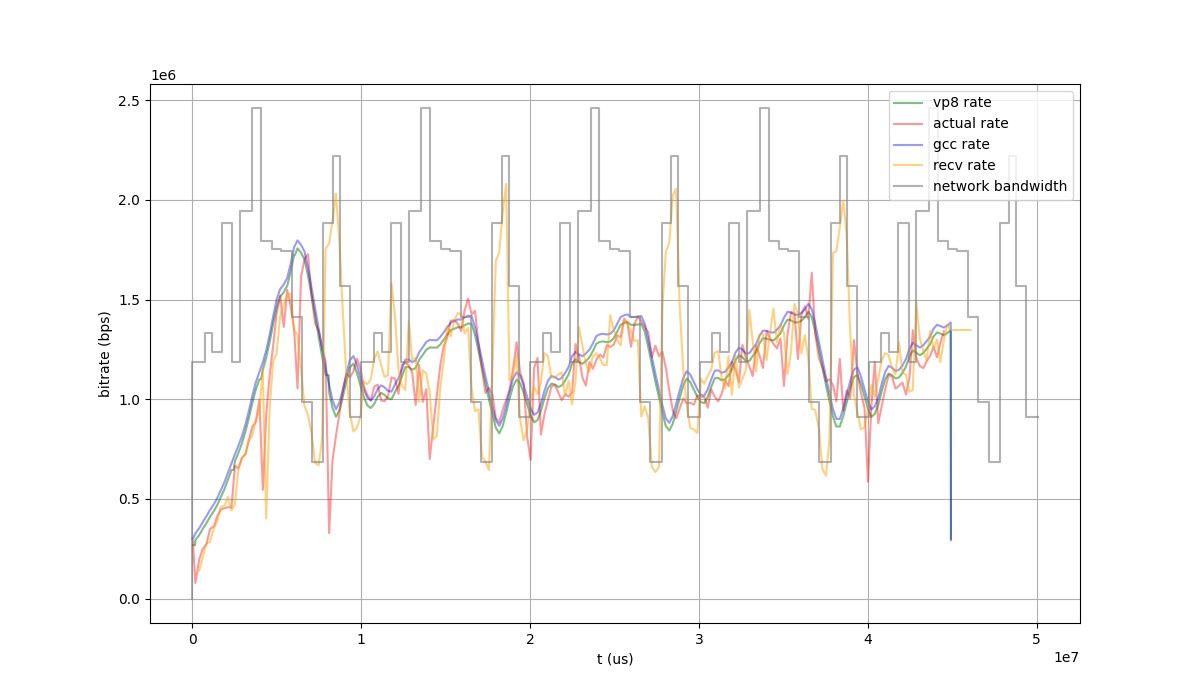 1e6
2.5
2.0
1.5
1.0
0.5
0.0
bitrate (bps)
vp8 rate
actual rate
gcc rate
recv rate
network bandwidth
0 1 2 3 4 5
t (us)
1e7